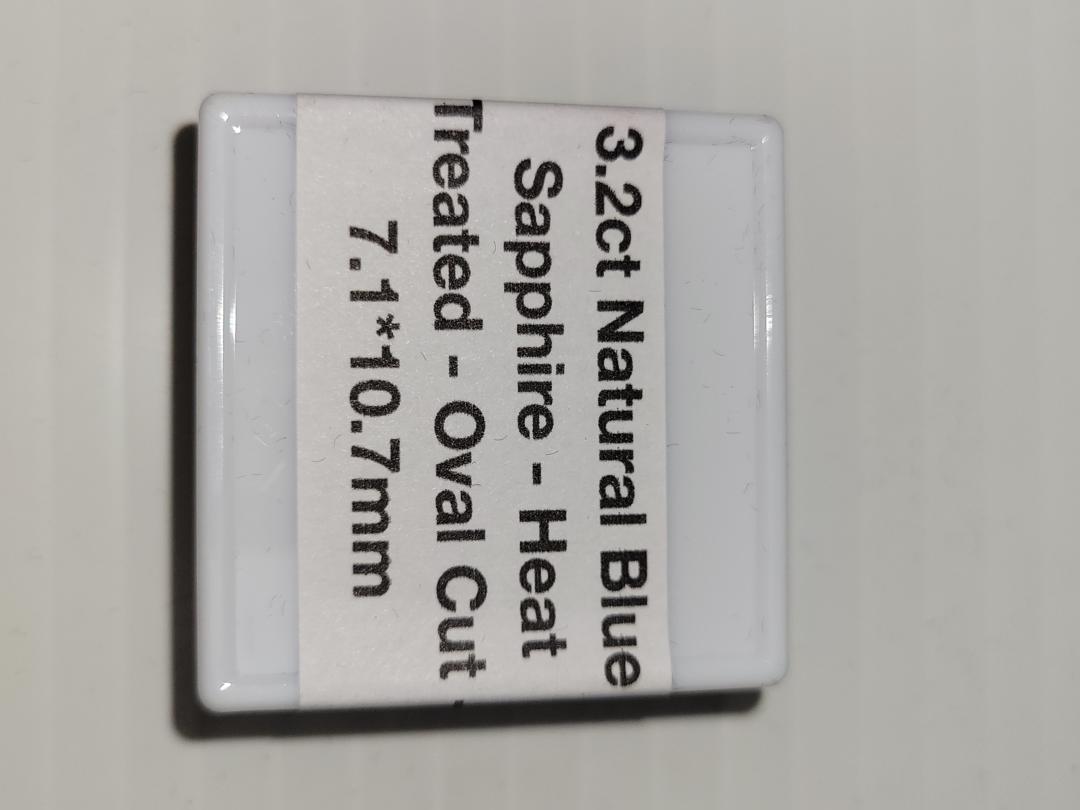 3.2ct Natural Blue
Sapphire - Heat
Treated - Oval Cut -
7.1*10.7mm